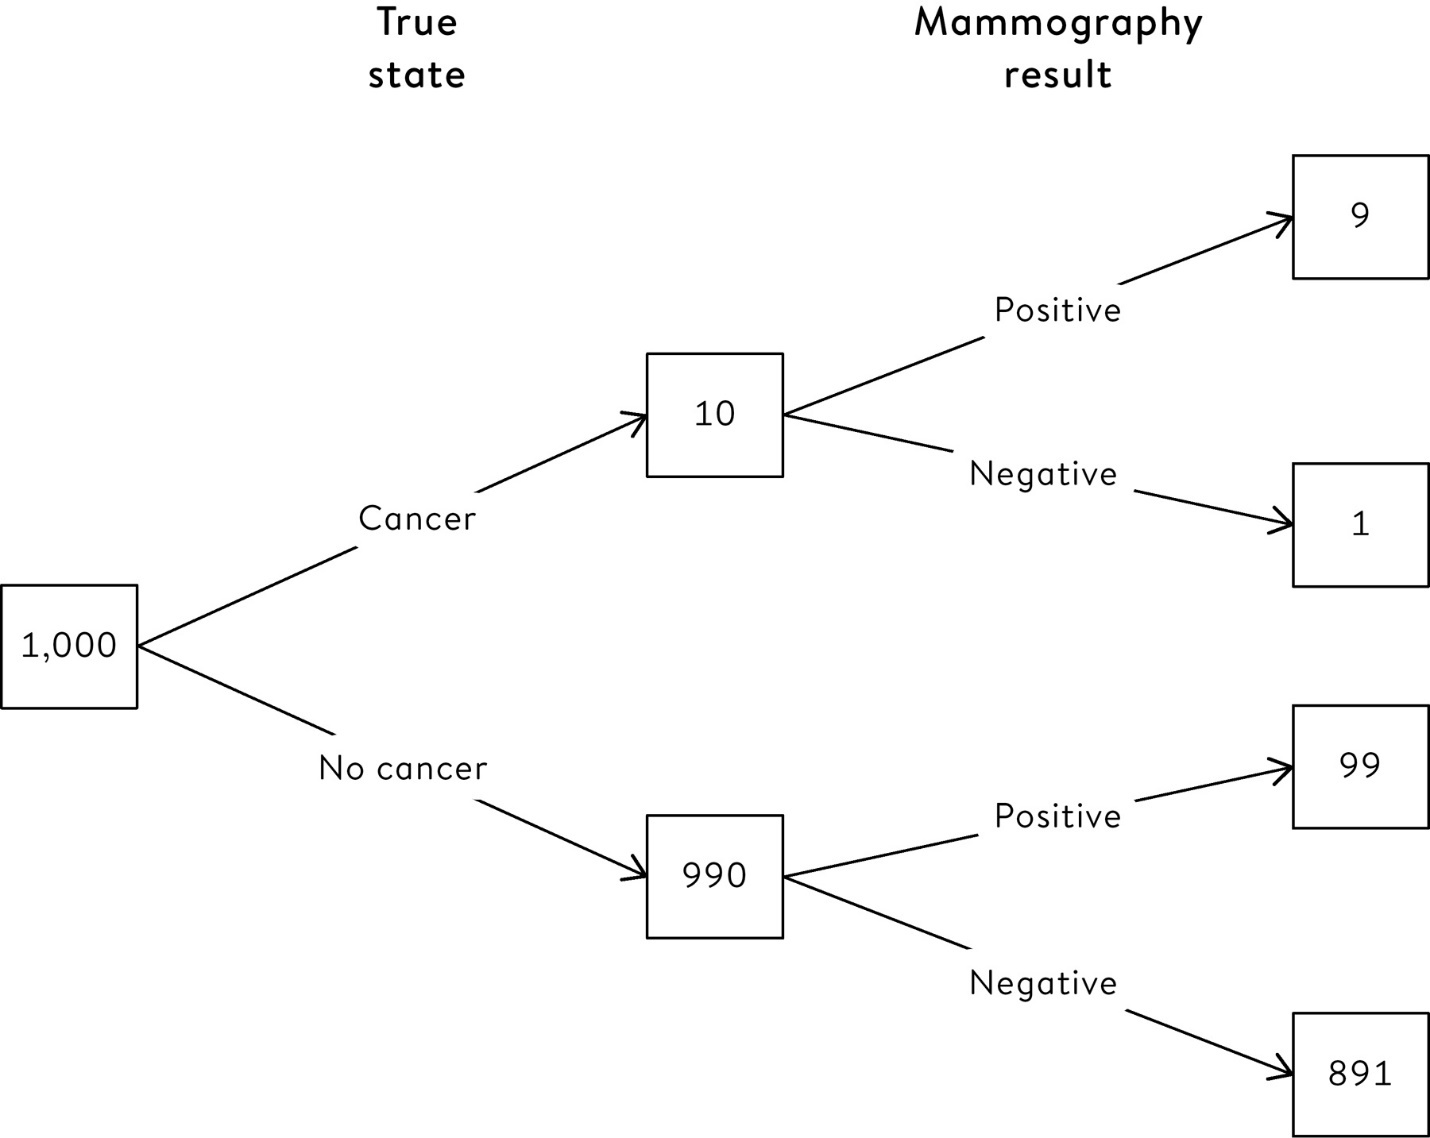 True
state
Mammography
result
9
Positive
10
Negative
1
Cancer
1,000
No cancer
99
Positive
990
Negative
891